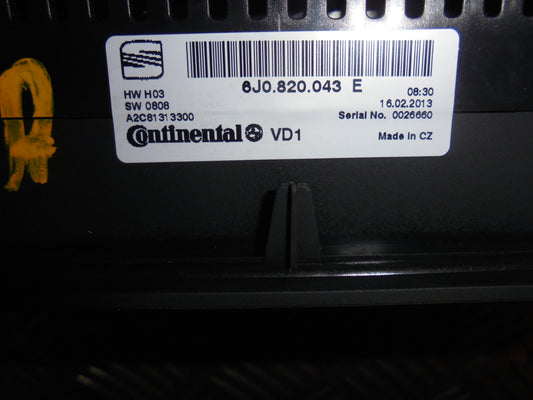 6J0.820.043 E
HW H03
08:30
SW 0808
16.02.2013
A2C81313300
Serial No. 0026660
Continental VD1
Made in CZ